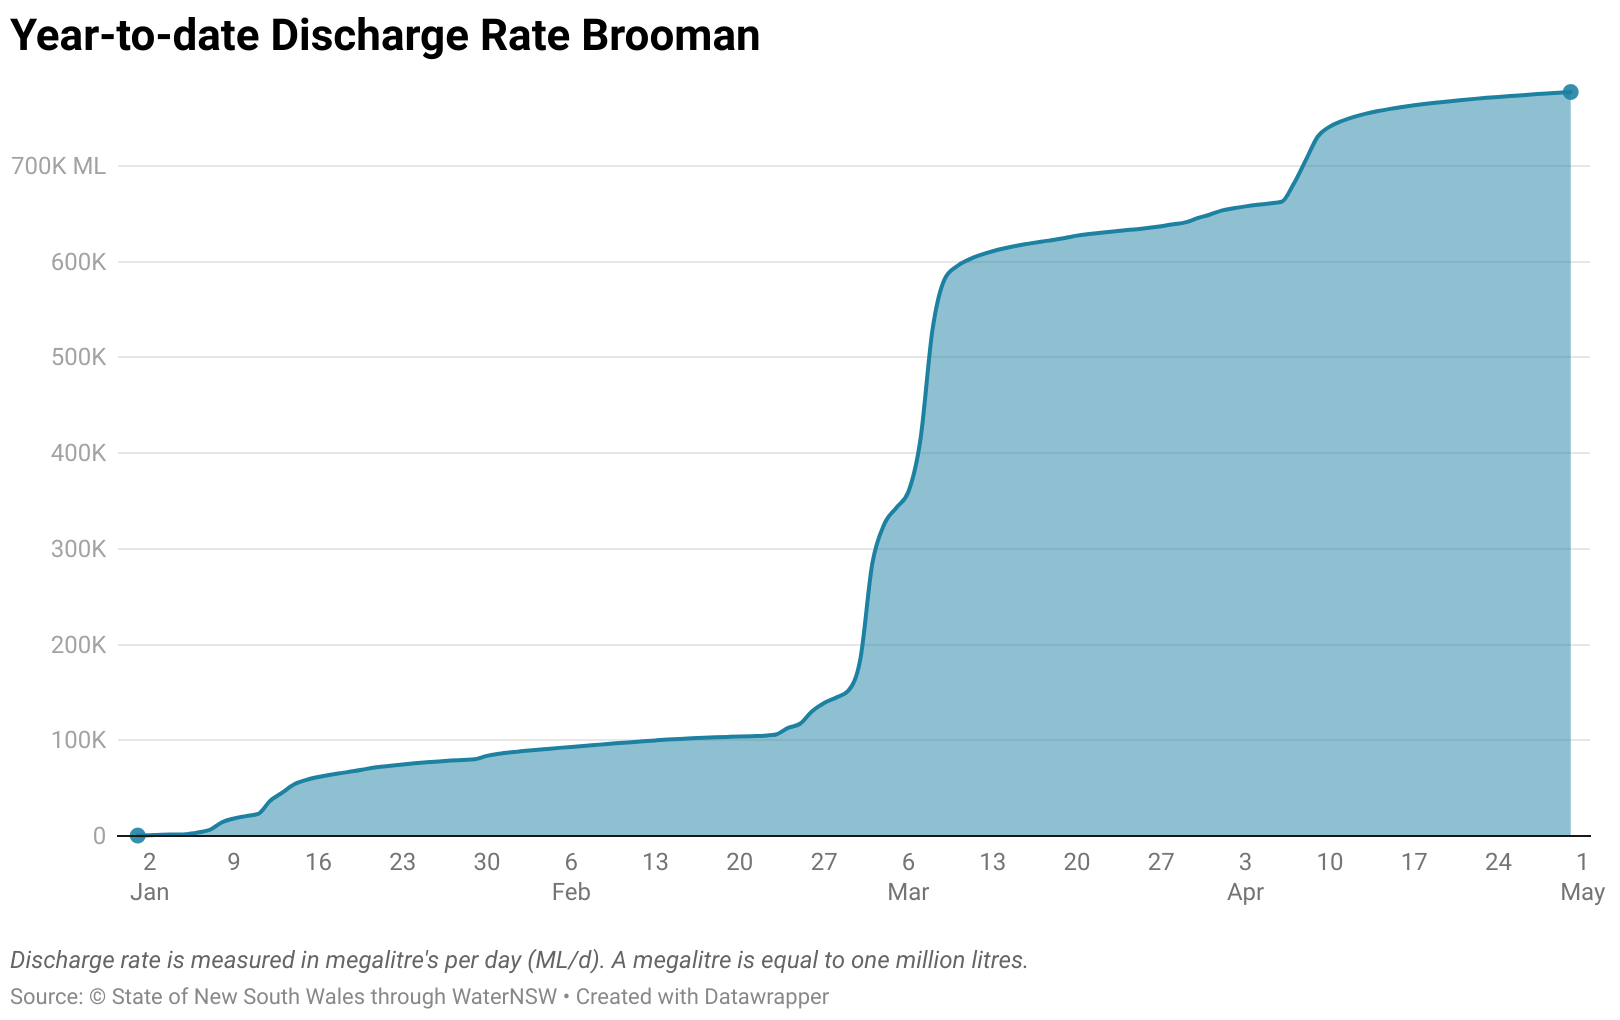 Year-to-date Discharge Rate Brooman
700K ML
600K
500K
400K
300K
200K
100K
0
2 9 16 23 30 6 13 20 27 6 13 20 27 3 10 17 24 1
Jan Feb Mar Apr May
Discharge rate is measured in megalitre's per day (ML/d). A megalitre is equal to one million litres.
Source: © State of New South Wales through WaterNSW • Created with Datawrapper